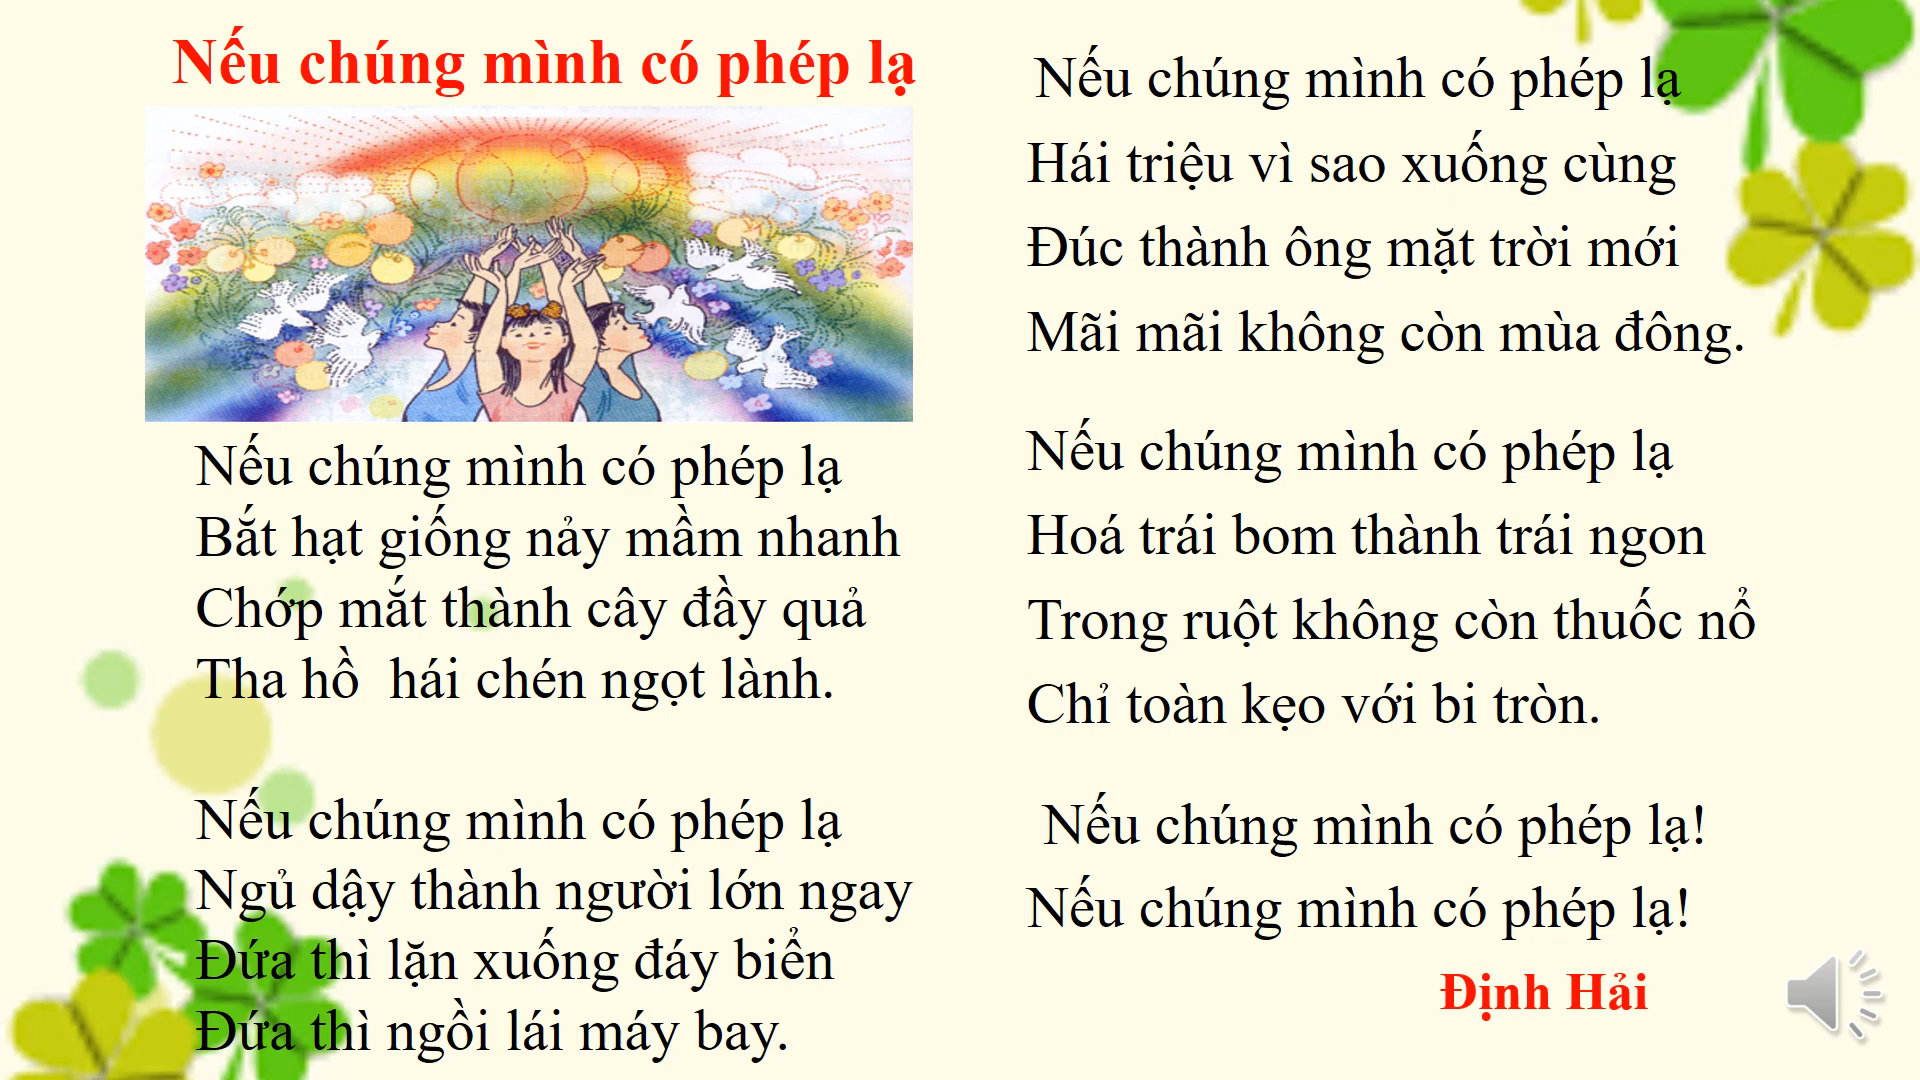 Nếu chúng mình có phép lạ
Nếu chúng mình có phép lạ
Bắt hạt giống nảy mầm nhanh
Chớp mắt thành cây đầy quả
Tha hồ hái chén ngọt lành.
Nếu chúng mình có phép lạ
Ngủ dậy thành người lớn ngay
Đứa thì lặn xuống đáy biển
Đứa thì ngồi lái máy bay.
Nếu chúng mình có phép lạ
Hái triệu vì sao xuống cùng
Đúc thành ông mặt trời mới
Mãi mãi không còn mùa đông.
Nếu chúng mình có phép lạ
Hoá trái bom thành trái ngon
Trong ruột không còn thuốc nổ
Chỉ toàn kẹo với bi tròn.
Nếu chúng mình có phép lạ!
Nếu chúng mình có phép lạ!
Định Hải